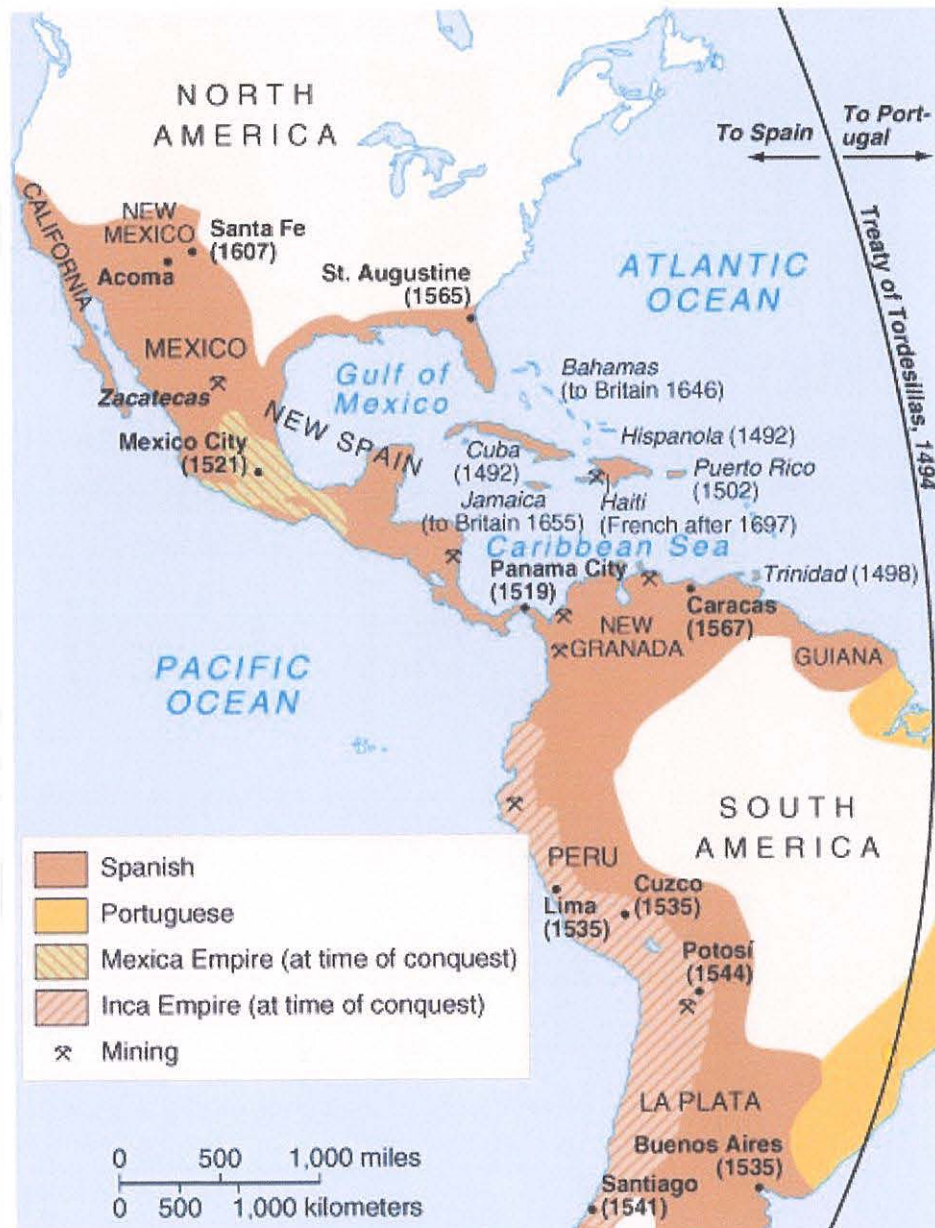 NORTH
AMERICA
To Spain
To Port-
ugal
Treaty of Tordesillas, 1494
CALIFORNIA
NEW
MEXICO
Santa Fe
(1607)
Acoma
St. Augustine
(1565)
ATLANTIC
OCEAN
MEXICO
Zacatecas
Gulf of
Mexico
Bahamas
(to Britain 1646)
NEW SPAIN
Mexico City
(1521)
Cuba
(1492)
Hispanola (1492)
Puerto Rico
(1502)
Jamaica
(to Britain 1655)
Haiti
(French after 1697)
Caribbean Sea
Panama City
(1519)
Trinidad (1498)
Caracas
(1567)
NEW
GRANADA
GUIANA
PACIFIC
OCEAN
SOUTH
AMERICA
PERU
Lima
(1535)
Cuzco
(1535)
Potosí
(1544)
LA PLATA
Buenos Aires
(1535)
Santiago
(1541)
Spanish
Portuguese
Mexica Empire (at time of conquest)
Inca Empire (at time of conquest)
Mining
0 500 1,000 miles
0 500 1,000 kilometers